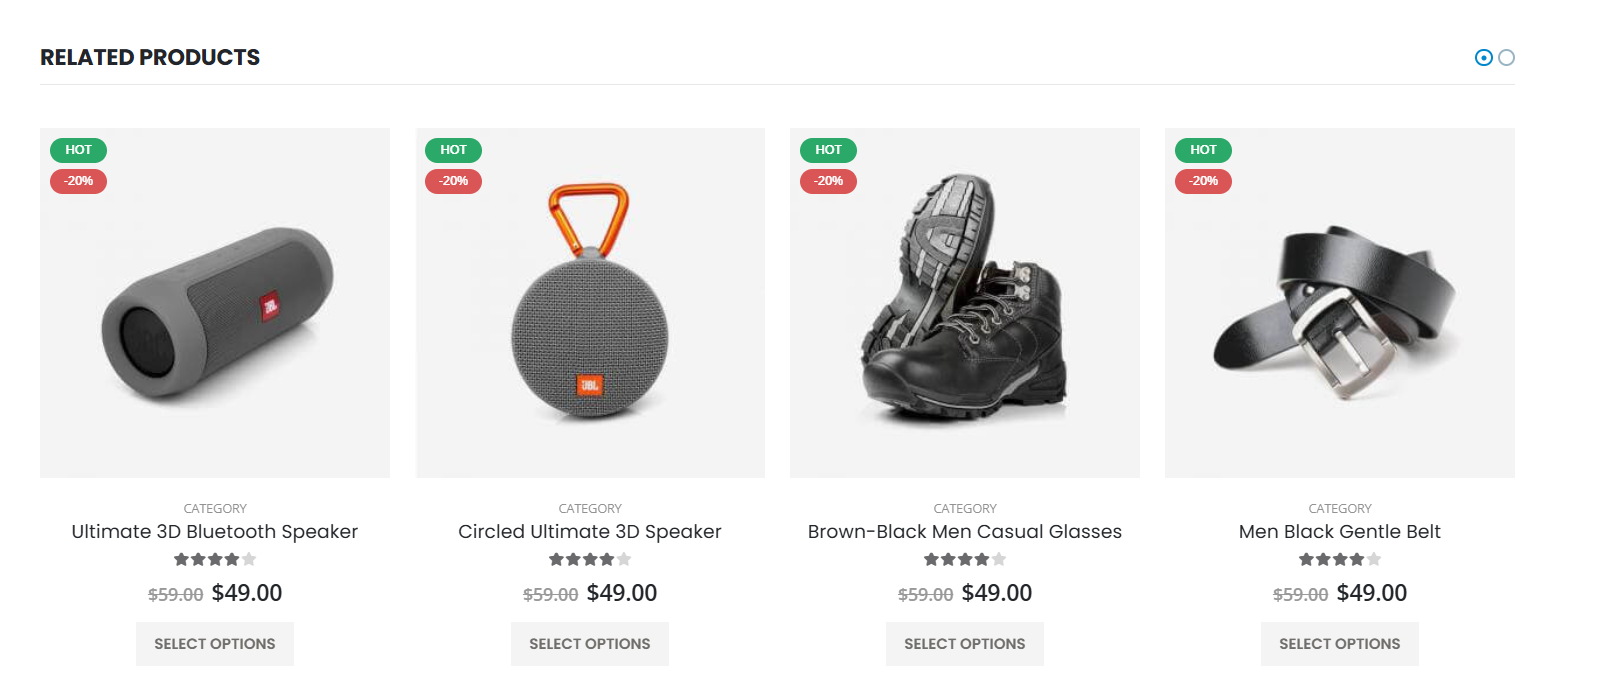 RELATED PRODUCTS
HOT
-20%
JBL
CATEGORY
Ultimate 3D Bluetooth Speaker
$59.00 $49.00
SELECT OPTIONS
HOT
-20%
JBL
CATEGORY
Circled Ultimate 3D Speaker
$59.00 $49.00
SELECT OPTIONS
HOT
-20%
CATEGORY
Brown-Black Men Casual Glasses
$59.00 $49.00
SELECT OPTIONS
HOT
-20%
CATEGORY
Men Black Gentle Belt
$59.00 $49.00
SELECT OPTIONS